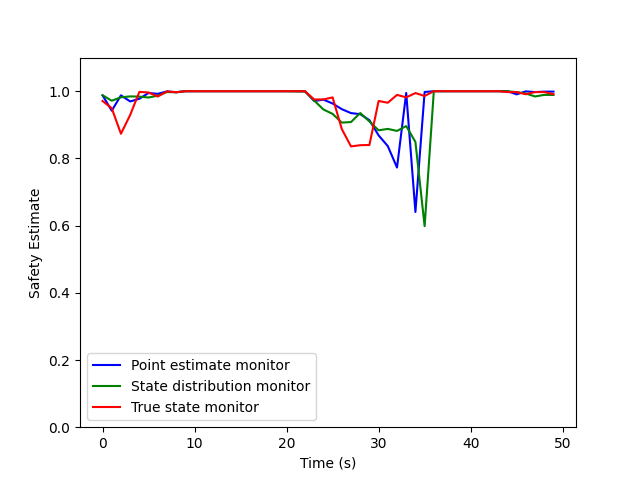 1.0
0.8
0.6
0.4
0.2
0.0
Safety Estimate
Point estimate monitor
State distribution monitor
True state monitor
0 10 20 30 40 50
Time (s)